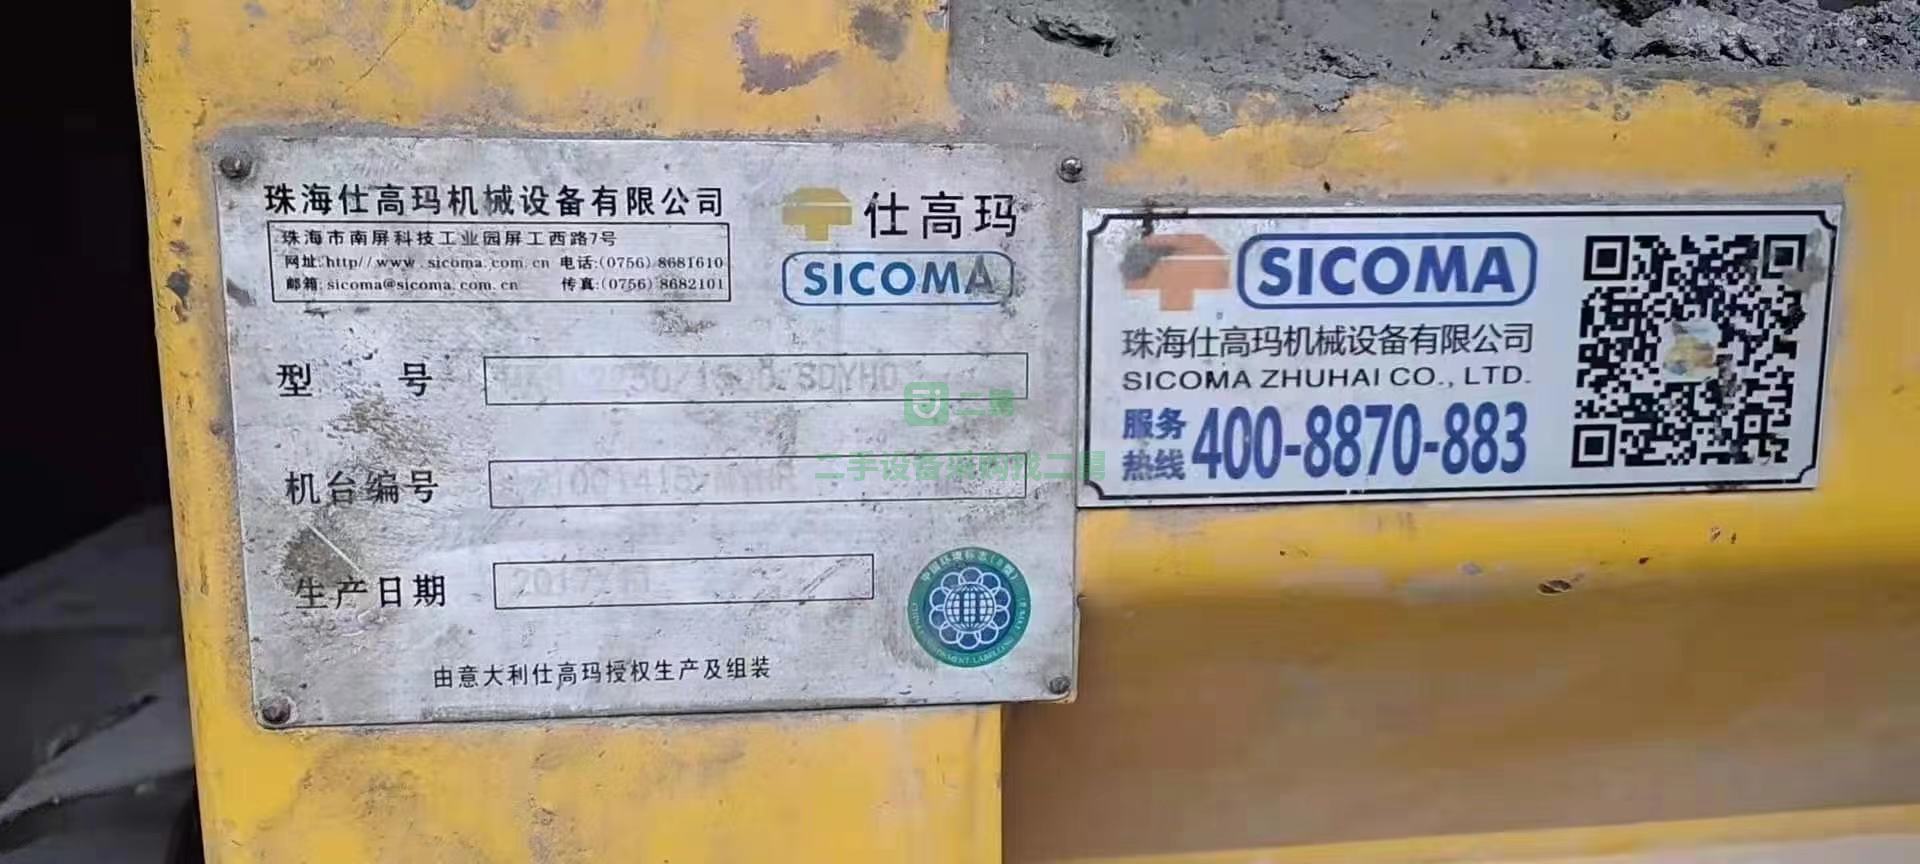 珠海仕高玛机械设备有限公司
珠海市南屏科技工业园屏工西路7号
网址:http//www.sicoma.com.cn 电话:(0756)8681610
邮箱:sicoma@sicoma.com.cn 传真:(0756)8682101
仕高玛
SICOMA
型号
SDYHO
机台编号
生产日期
2017
由意大利仕高玛授权生产及组装
SICOMA
珠海仕高玛机械设备有限公司
SICOMA ZHUHAI CO., LTD.
服务热线 400-8870-883